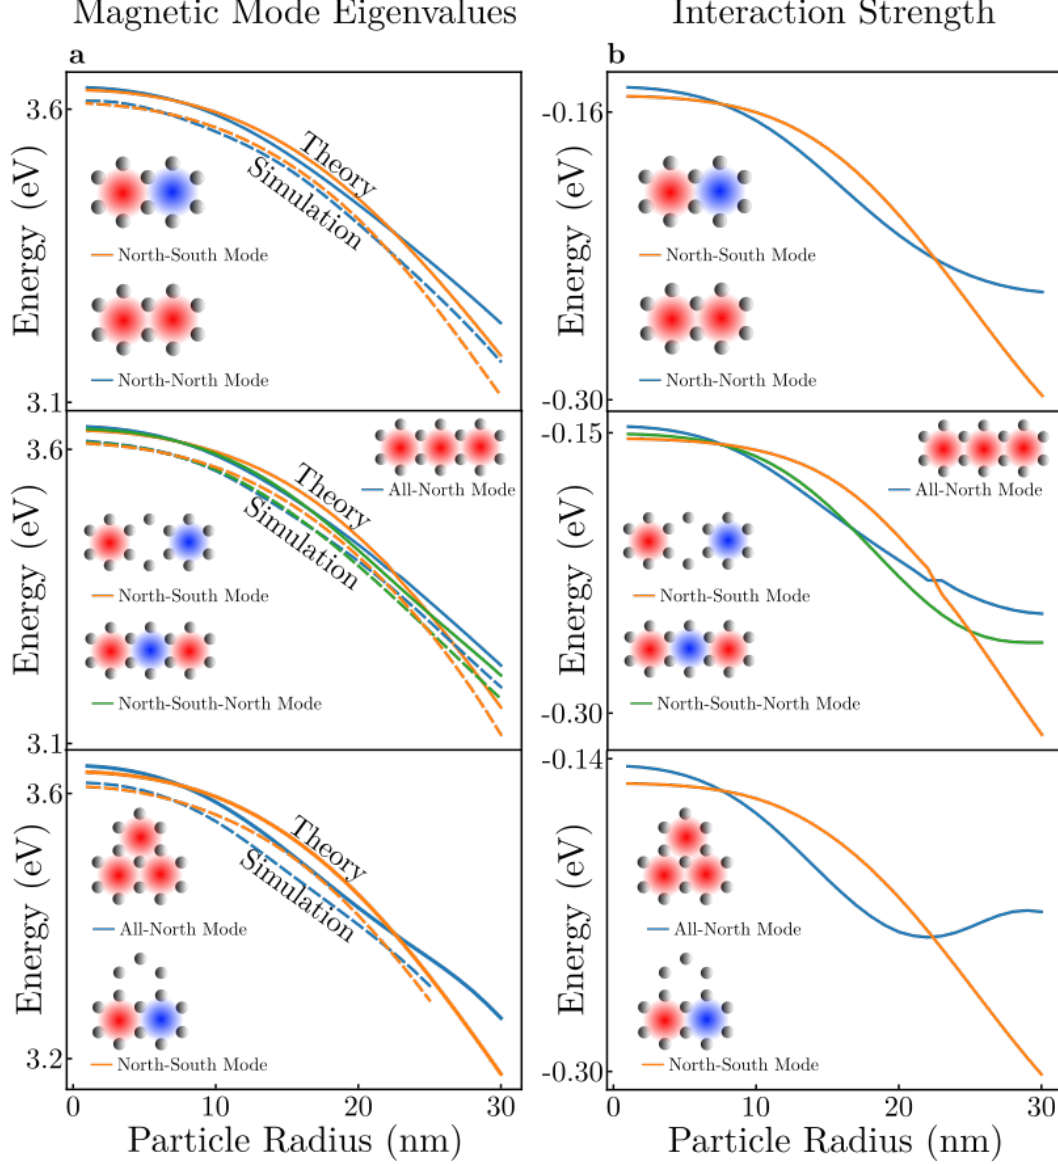 Magnetic Mode Eigenvalues
Interaction Strength
a
3.6
Energy (eV)
Theory
Simulation
North-South Mode
North-North Mode
3.1
3.6
Energy (eV)
Theory
Simulation
All-North Mode
North-South Mode
North-South-North Mode
3.1
3.6
Energy (eV)
Theory
Simulation
All-North Mode
North-South Mode
3.2
0
10
20
30
Particle Radius (nm)
b
-0.16
Energy (eV)
North-South Mode
North-North Mode
-0.30
-0.15
Energy (eV)
All-North Mode
North-South Mode
North-South-North Mode
-0.30
-0.14
Energy (eV)
All-North Mode
North-South Mode
-0.30
0
10
20
30
Particle Radius (nm)